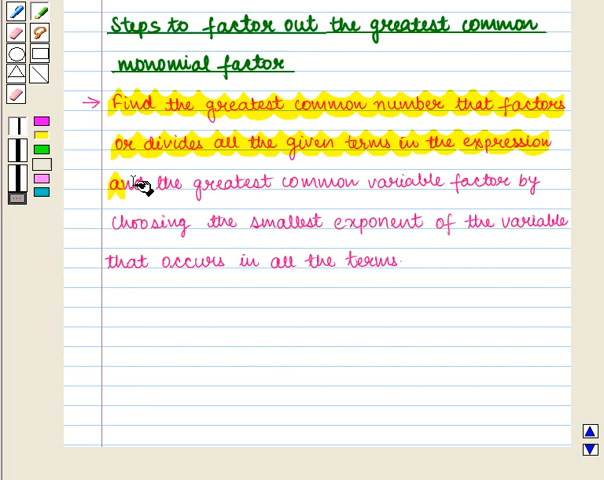 Steps to factor out the greatest common
monomial factor
→ Find the greatest common number that factors
or divides all the given terms in the expression
and the greatest common variable factor by
choosing the smallest exponent of the variable
that occurs in all the terms.